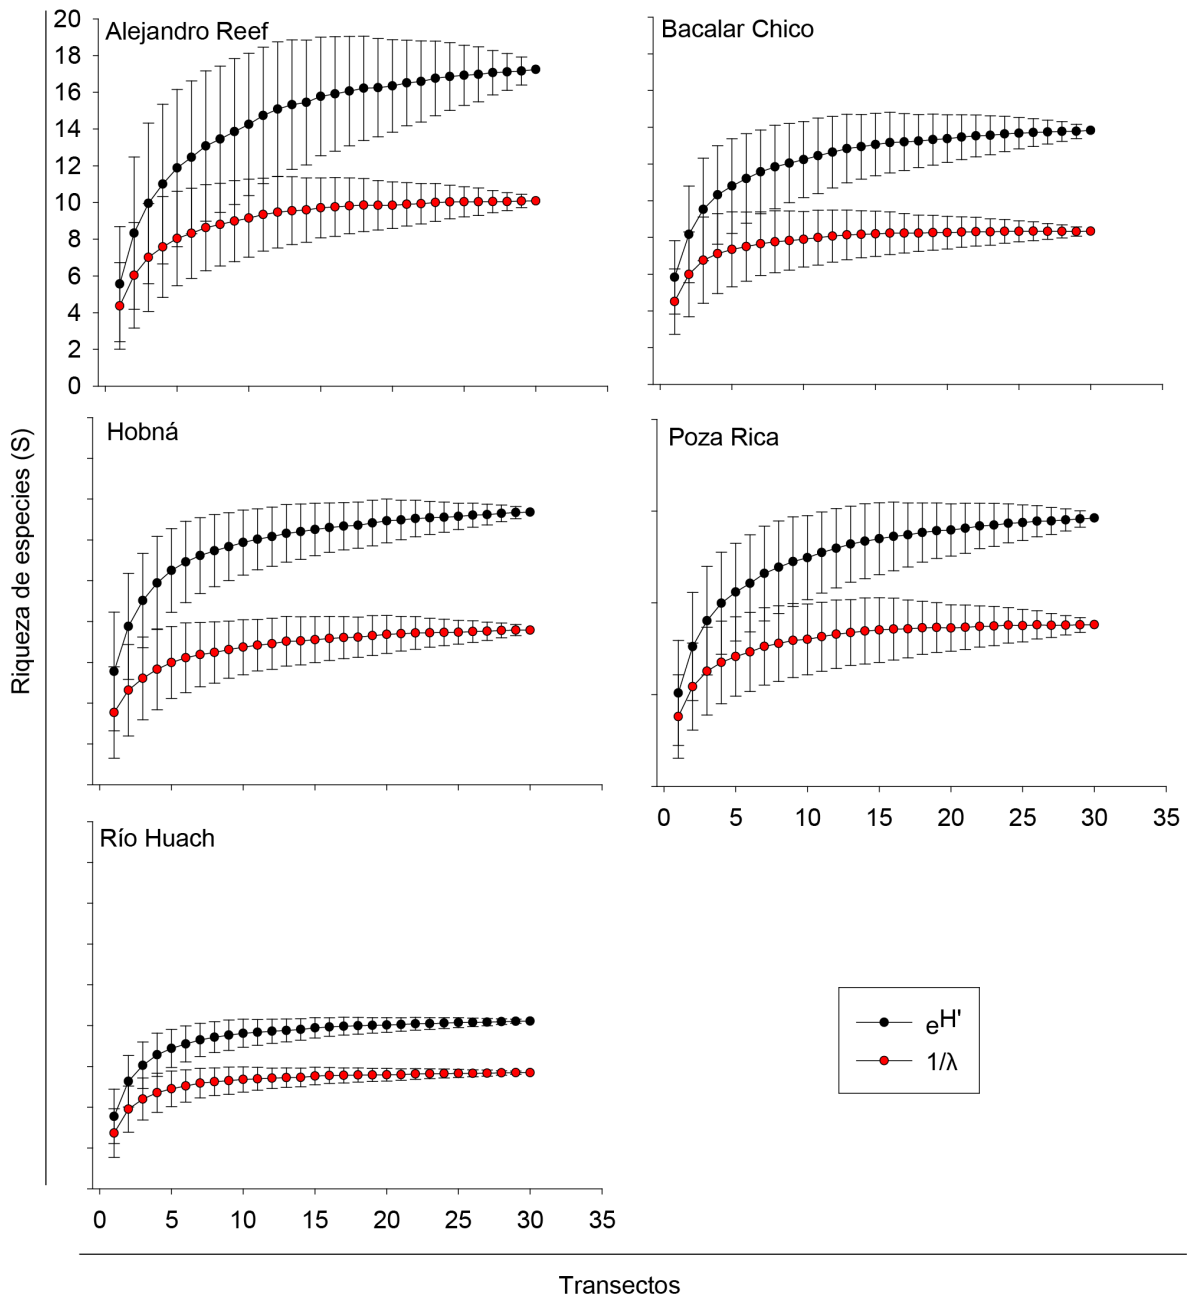 Alejandro Reef
Bacalar Chico
20
18
16
14
12
10
8
6
4
2
0
Hobná
Poza Rica
Riqueza de especies (S)
0 5 10 15 20 25 30 35
Río Huach
eH'
1/λ
0 5 10 15 20 25 30 35
Transectos